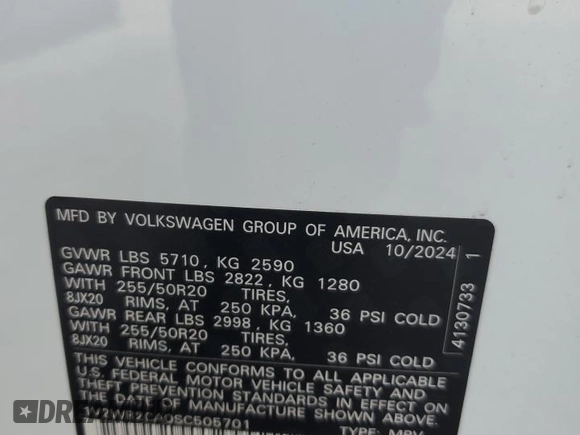 MFD BY VOLKSWAGEN GROUP OF AMERICA, INC.
USA 10/2024
GVWR LBS 5710, KG 2590
GAWR FRONT LBS 2822, KG 1280
WITH 255/50R20 TIRES,
8JX20 RIMS, AT 250 KPA, 36 PSI COLD
GAWR REAR LBS 2998, KG 1360
WITH 255/50R20 TIRES,
8JX20 RIMS, AT 250 KPA, 36 PSI COLD
THIS VEHICLE CONFORMS TO ALL APPLICABLE
U.S. FEDERAL MOTOR VEHICLE SAFETY AND
THEFT PREVENTION STANDARDS IN EFFECT ON
THE DATE OF MANUFACTURE SHOWN ABOVE.
SC505701
TYPE: MPV
4130733 1